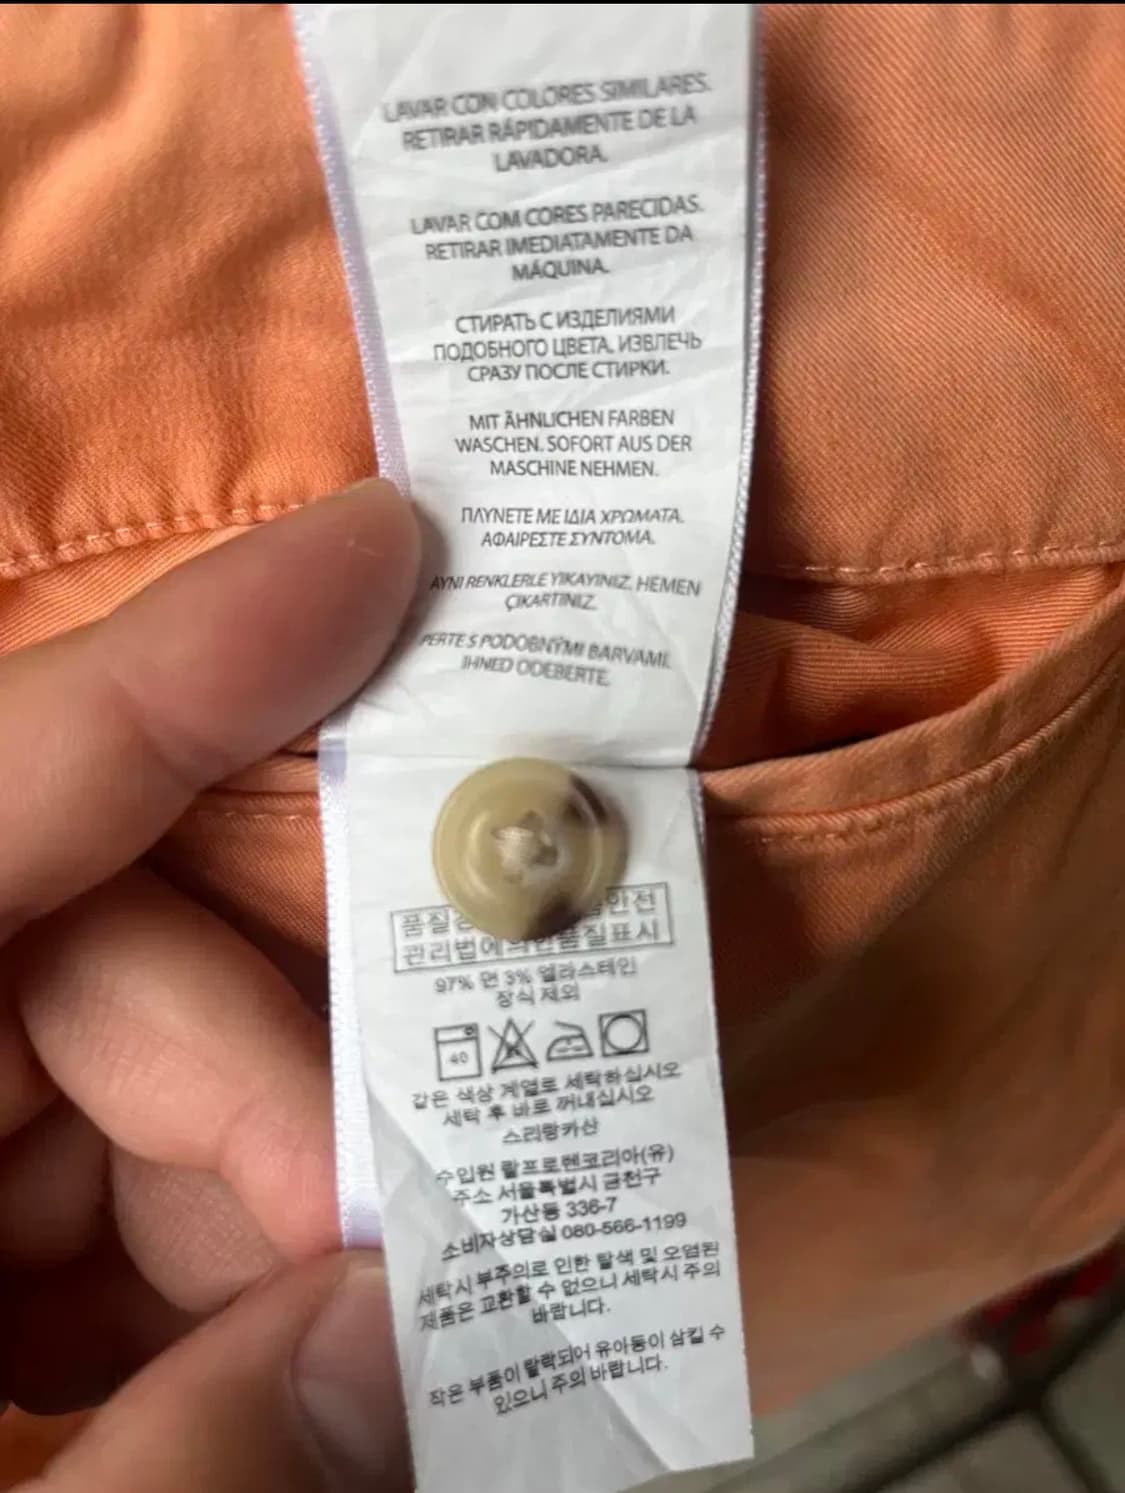 LAVAR CON COLORES SIMILARES.
RETIRAR RÁPIDAMENTE DE LA
LAVADORA.
LAVAR COM CORES PARECIDAS.
RETIRAR IMEDIATAMENTE DA
MÁQUINA.
СТИРАТЬ С ИЗДЕЛИЯМИ
ПОДОБНОГО ЦВЕТА. ИЗВЛЕЧЬ
СРАЗУ ПОСЛЕ СТИРКИ.
MIT ÄHNLICHEN FARBEN
WASCHEN. SOFORT AUS DER
MASCHINE NEHMEN.
ΠΛΥΝΕΤΕ ΜΕ ΙΔΙΑ ΧΡΩΜΑΤΑ.
ΑΦΑΙΡΕΣΤΕ ΣΥΝΤΟΜΑ.
AYNI RENKLERLE YIKAYINIZ. HEMEN
ÇIKARTINIZ.
PERTE S PODOBNÝMI BARVAMI.
IHNED ODEBERTE.
품질 안전
관리법에 의한 품질표시
97% 면 3% 엘라스테인
장식 제외
40
같은 색상 계열로 세탁하십시오
세탁 후 바로 꺼내십시오
스리랑카산
수입원 랄프로렌코리아(유)
주소 서울특별시 금천구
가산동 336-7
소비자상담실 080-566-1199
세탁시 부주의로 인한 탈색 및 오염된
제품은 교환할 수 없으니 세탁시 주의
바랍니다.
작은 부품이 탈락되어 유아동이 삼킬 수
있으니 주의 바랍니다.